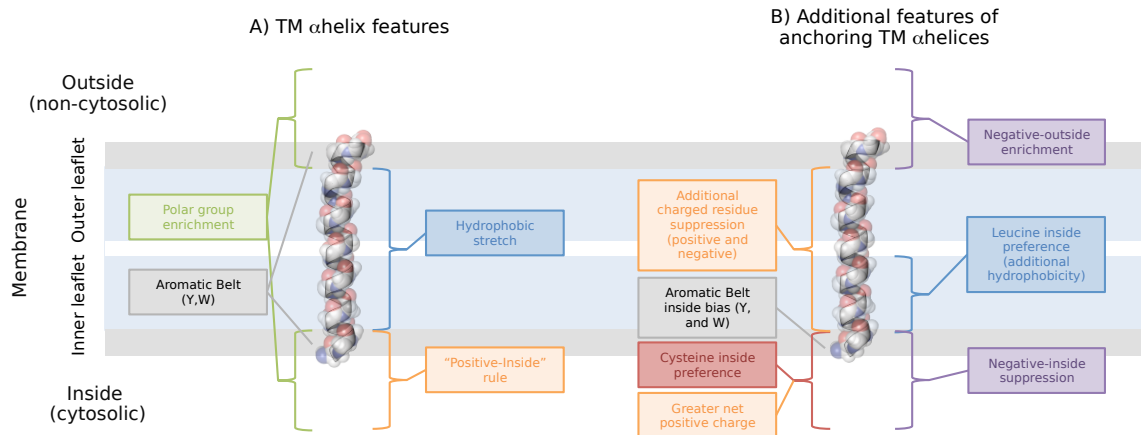 A) TM αhelix features
B) Additional features of
anchoring TM αhelices
Outside
(non-cytosolic)
Membrane
Outer leaflet
Inner leaflet
Inside
(cytosolic)
Polar group
enrichment
Aromatic Belt
(Y,W)
Hydrophobic
stretch
“Positive-Inside”
rule
Additional
charged residue
suppression
(positive and
negative)
Aromatic Belt
inside bias (Y,
and W)
Cysteine inside
preference
Greater net
positive charge
Negative-outside
enrichment
Leucine inside
preference
(additional
hydrophobicity)
Negative-inside
suppression